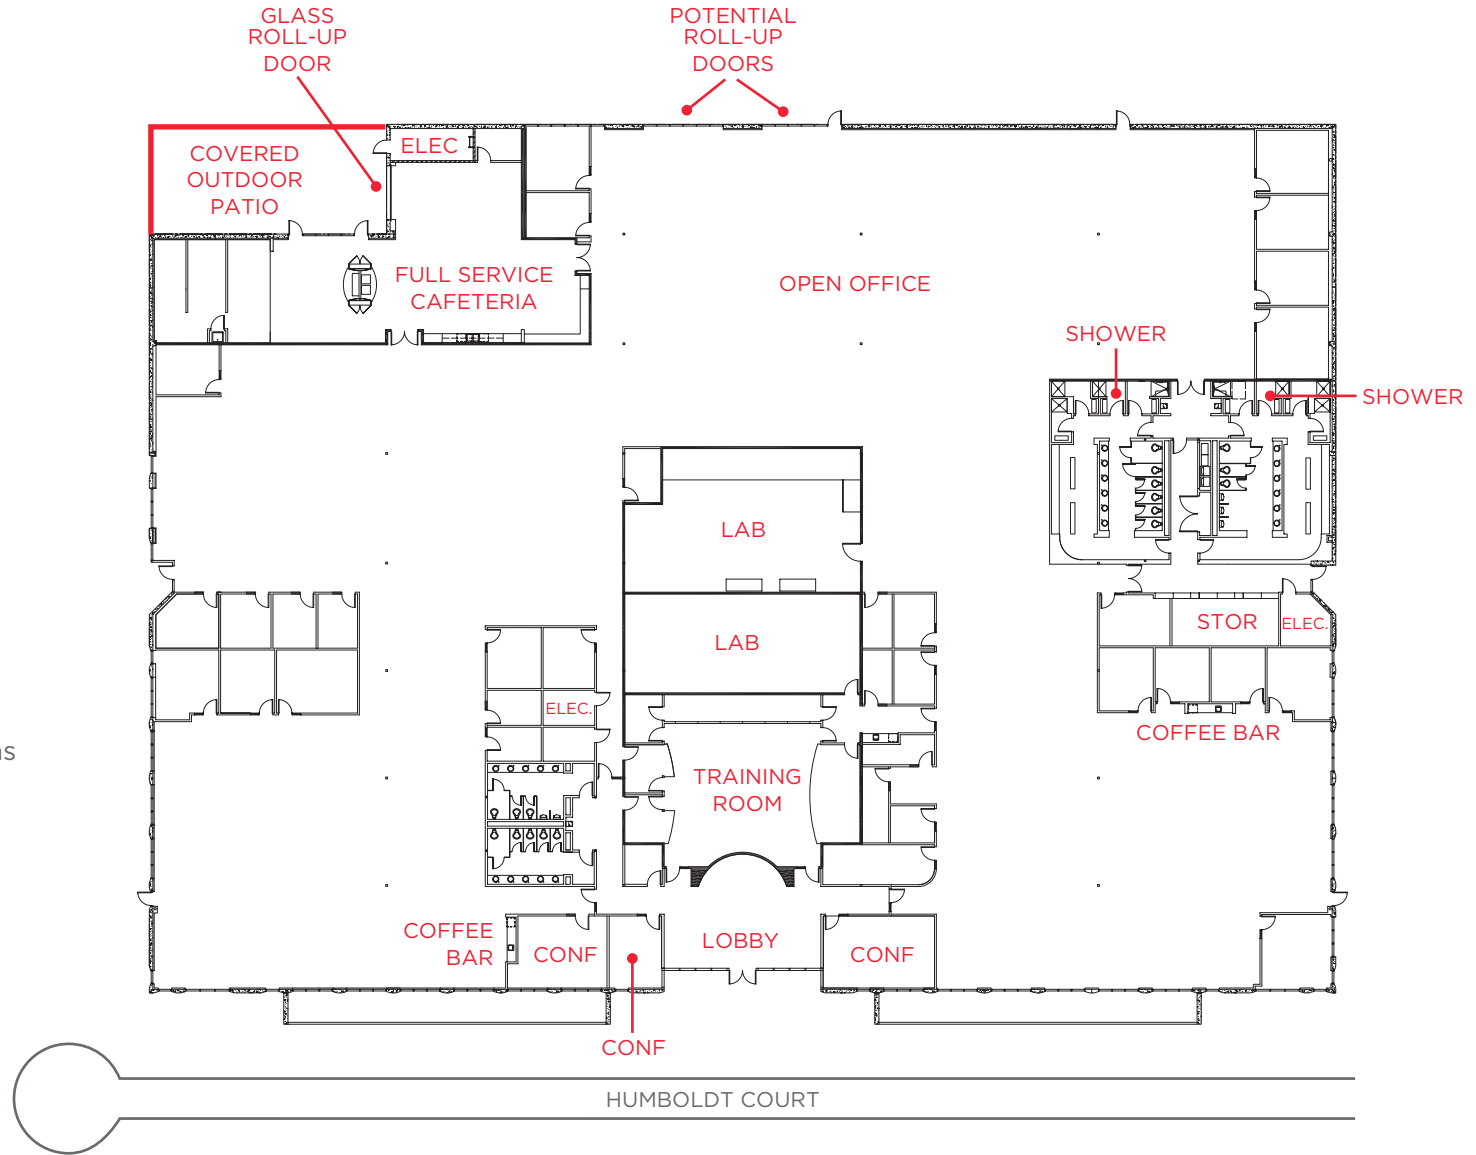 GLASS
ROLL-UP
DOOR
POTENTIAL
ROLL-UP
DOORS
ELEC
COVERED
OUTDOOR
PATIO
FULL SERVICE
CAFETERIA
OPEN OFFICE
SHOWER
SHOWER
LAB
LAB
STOR
ELEC.
ELEC.
COFFEE BAR
TRAINING
ROOM
COFFEE
BAR
CONF
LOBBY
CONF
CONF
HUMBOLDT COURT